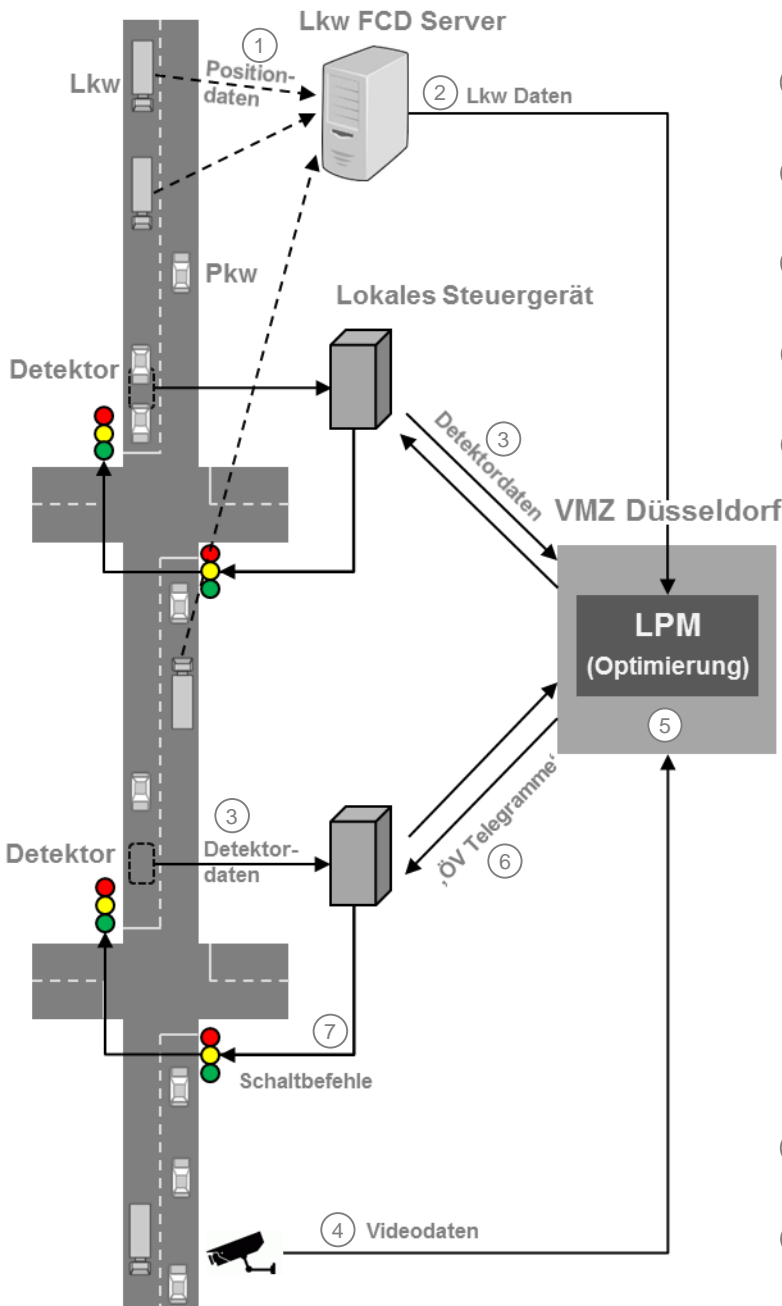 Lkw FCD Server
1
Position-
daten
Lkw
2 Lkw Daten
Pkw
Lokales Steuergerät
Detektor
3
Detektordaten
VMZ Düsseldorf
LPM
(Optimierung)
5
3
Detektor-
daten
Detektor
‚ÖV Telegramme‘
6
7
Schaltbefehle
4 Videodaten